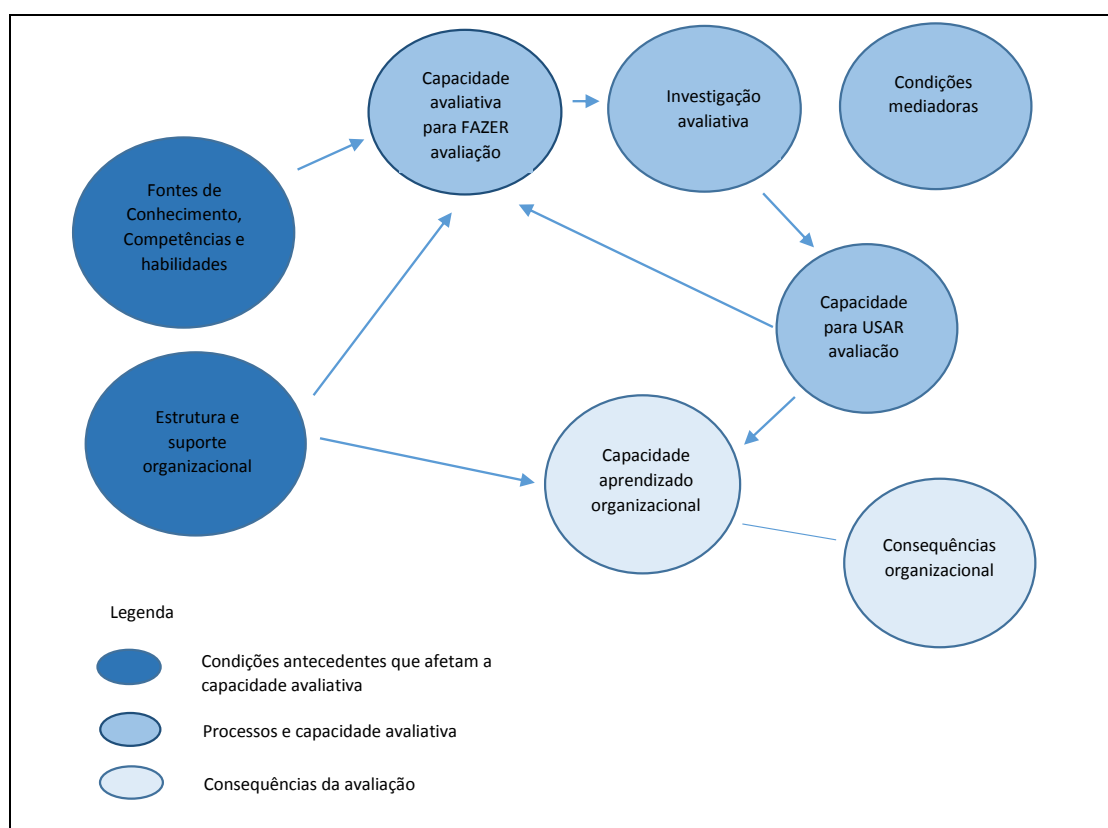 Capacidade
avaliativa
para FAZER
avaliação
Investigação
avaliativa
Condições
mediadoras
Fontes de
Conhecimento,
Competências e
habilidades
Capacidade
para USAR
avaliação
Estrutura e
suporte
organizacional
Capacidade
aprendizado
organizacional
Consequências
organizacional
Legenda
Condições antecedentes que afetam a
capacidade avaliativa
Processos e capacidade avaliativa
Consequências da avaliação